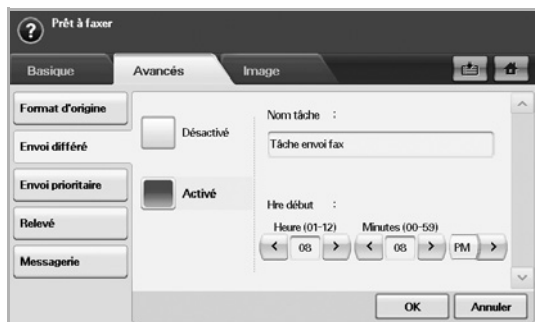 Prêt à faxer
Basique Avancés Image
Format d'origine
Envoi différé
Envoi prioritaire
Relevé
Messagerie
Désactivé
Activé
Nom tâche :
Tâche envoi fax
Hre début :
Heure (01-12) Minutes (00-59)
08 08 PM
OK Annuler